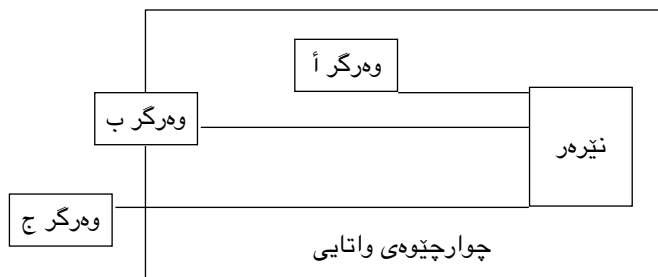 وەرگر أ
وەرگر ب
نێرەر
وەرگر ج
چوارچێوەی واتایی